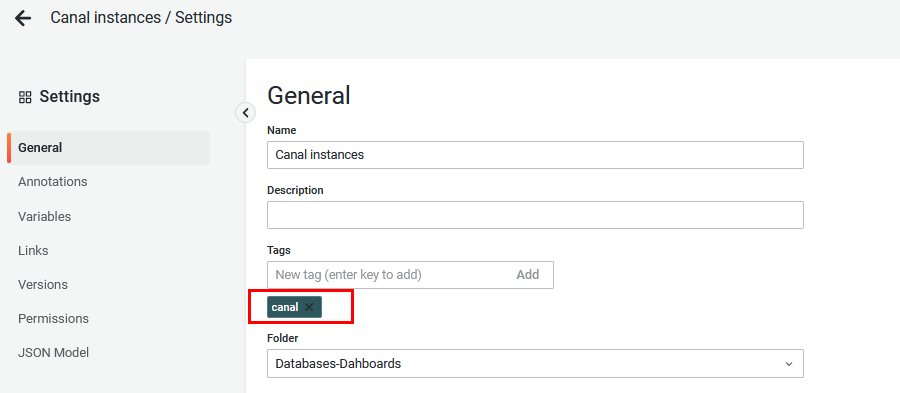 Canal instances / Settings
Settings
General
Annotations
Variables
Links
Versions
Permissions
JSON Model
General
Name
Canal instances
Description
Tags
New tag (enter key to add) Add
canal
Folder
Databases-Dahboards